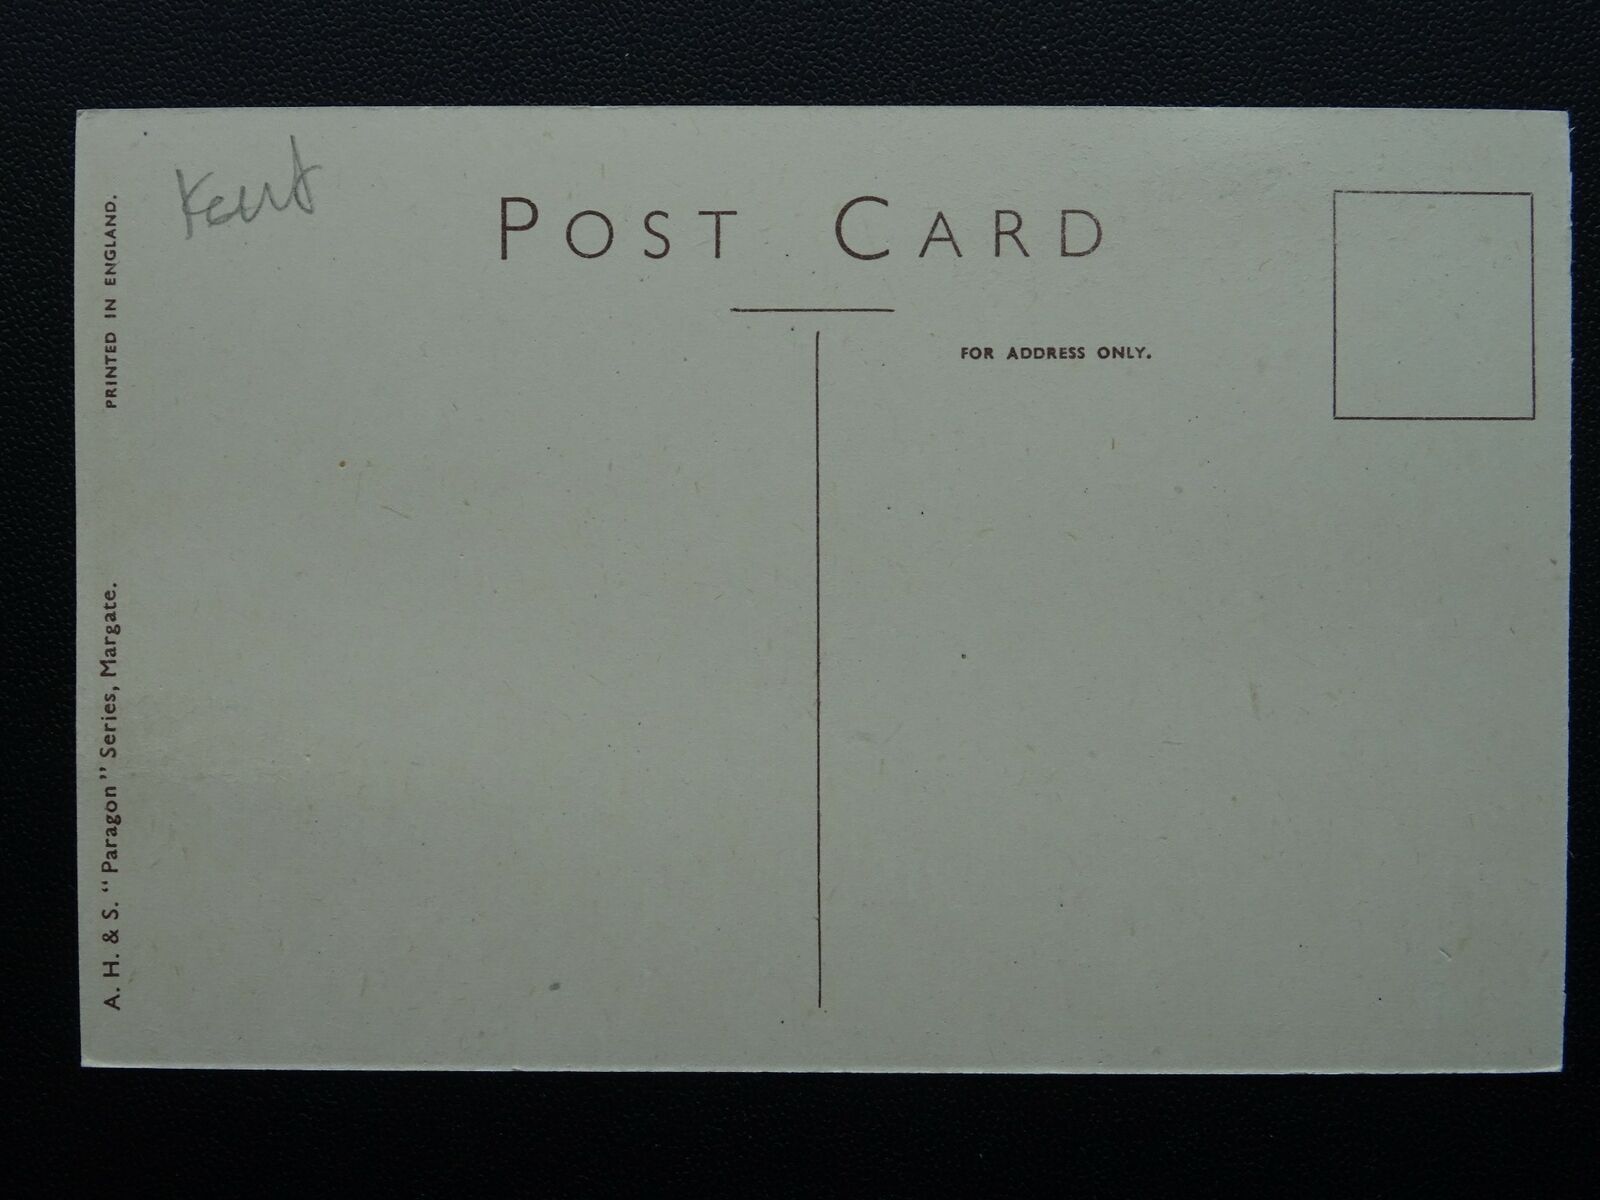 Kent
POST CARD
FOR ADDRESS ONLY.
PRINTED IN ENGLAND.
A. H. & S. "Paragon" Series, Margate.